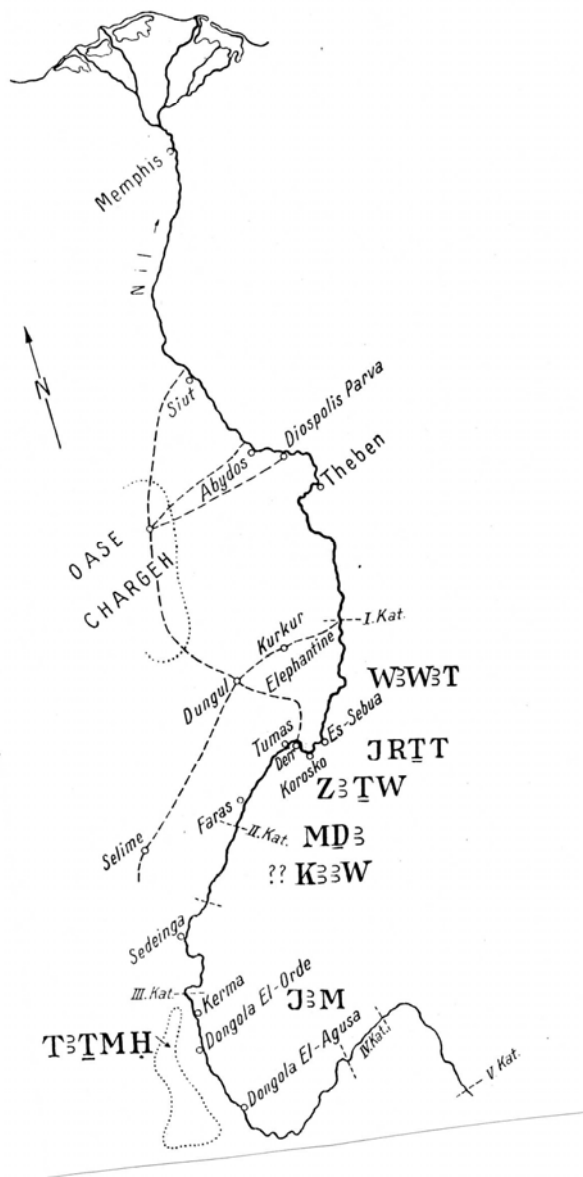 Memphis
Nil
N
Siut
Diospolis Parva
Abydos
Theben
OASE
CHARGEH
I. Kat.
Kurkur
Elephantine
Dungul
WꜣWꜣT
Es-Sebua
Tumas
Derr
Korosko
JRṮT
ZꜣṮW
Faras
II. Kat.
MḎꜣ
?? KꜣꜣW
Selime
Sedeinga
III. Kat.
Kerma
JꜣM
Dongola El-Orde
TꜣṮMḤ
Dongola El-Agusa
IV. Kat.
V Kat.